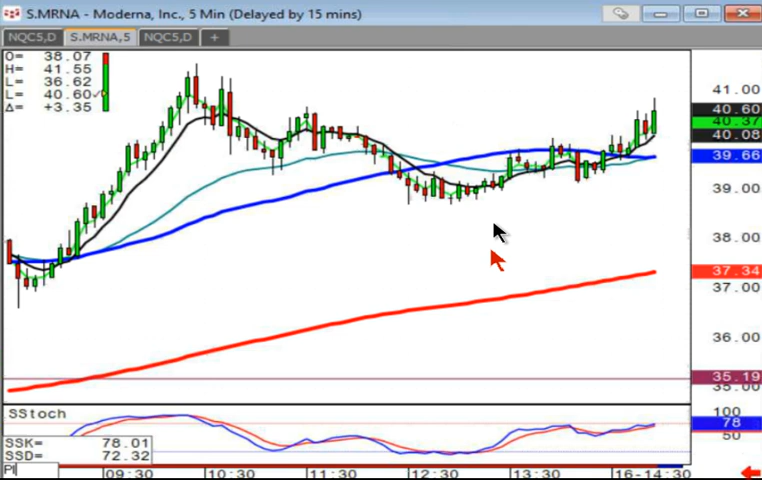 S.MRNA - Moderna, Inc., 5 Min (Delayed by 15 mins)
NQC5,D S.MRNA,5 NQC5,D +
O= 38.07
H= 41.55
L= 36.62
L= 40.60
Δ= +3.35
41.00
40.60
40.37
40.08
39.66
39.00
38.00
37.34
37.00
36.00
35.19
35.00
SStoch
100
78
50
SSK= 78.01
SSD= 72.32
Pl
09:30 10:30 11:30 12:30 13:30 16-14:30